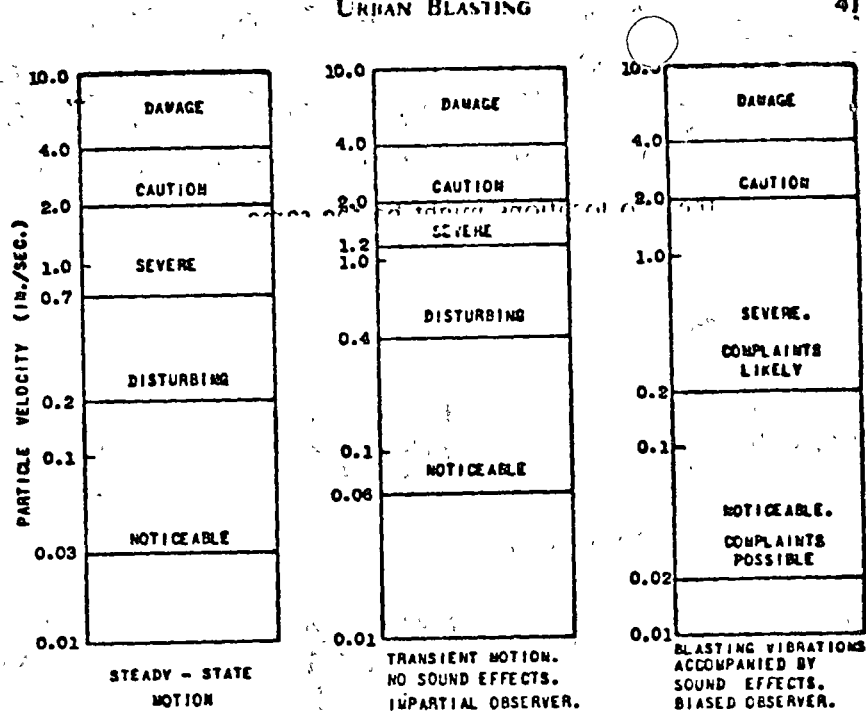 URBAN BLASTING
41
PARTICLE VELOCITY (IN./SEC.)
10.0
DAMAGE
4.0
CAUTION
2.0
SEVERE
1.0
0.7
DISTURBING
0.2
0.1
NOTICEABLE
0.03
0.01
STEADY - STATE
MOTION
10.0
DAMAGE
4.0
CAUTION
2.0
SEVERE
1.2
1.0
DISTURBING
0.4
0.1
NOTICEABLE
0.06
0.01
TRANSIENT MOTION.
NO SOUND EFFECTS.
IMPARTIAL OBSERVER.
10.0
DAMAGE
4.0
CAUTION
2.0
1.0
SEVERE.
COMPLAINTS
LIKELY
0.2
0.1
NOTICEABLE.
COMPLAINTS
POSSIBLE
0.02
0.01
BLASTING VIBRATIONS
ACCOMPANIED BY
SOUND EFFECTS.
BIASED OBSERVER.